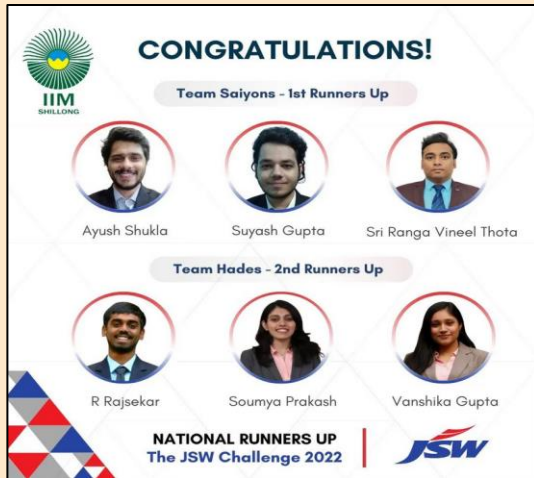 IIM
SHILLONG
CONGRATULATIONS!
Team Saiyons - 1st Runners Up
Ayush Shukla
Suyash Gupta
Sri Ranga Vineel Thota
Team Hades - 2nd Runners Up
R Rajsekar
Soumya Prakash
Vanshika Gupta
NATIONAL RUNNERS UP
The JSW Challenge 2022
JSW